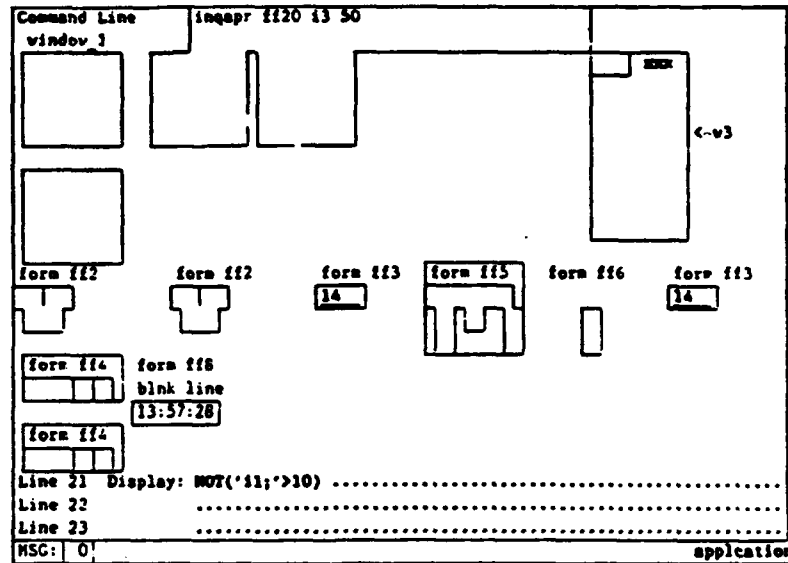 Command Line inqapr ff20 i3 50
window_1
xxx
<-w3
form ff2 form ff2 form ff3 form ff5 form ff6 form ff3
14 14
form ff4 form ff8
blnk line
13:57:28
form ff4
Line 21 Display: NOT('i1;'>10) ........................................
Line 22 ........................................
Line 23 ........................................
MSG: 0 applcation